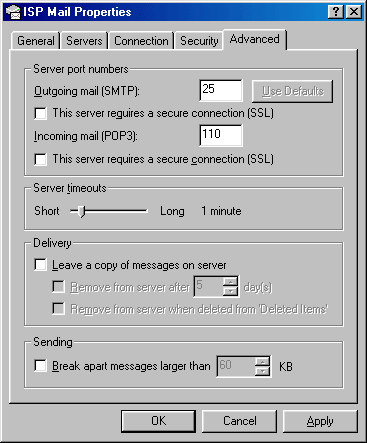 ISP Mail Properties
General Servers Connection Security Advanced
Server port numbers
Outgoing mail (SMTP): 25 Use Defaults
This server requires a secure connection (SSL)
Incoming mail (POP3): 110
This server requires a secure connection (SSL)
Server timeouts
Short Long 1 minute
Delivery
Leave a copy of messages on server
Remove from server after 5 day(s)
Remove from server when deleted from 'Deleted Items'
Sending
Break apart messages larger than 60 KB
OK Cancel Apply